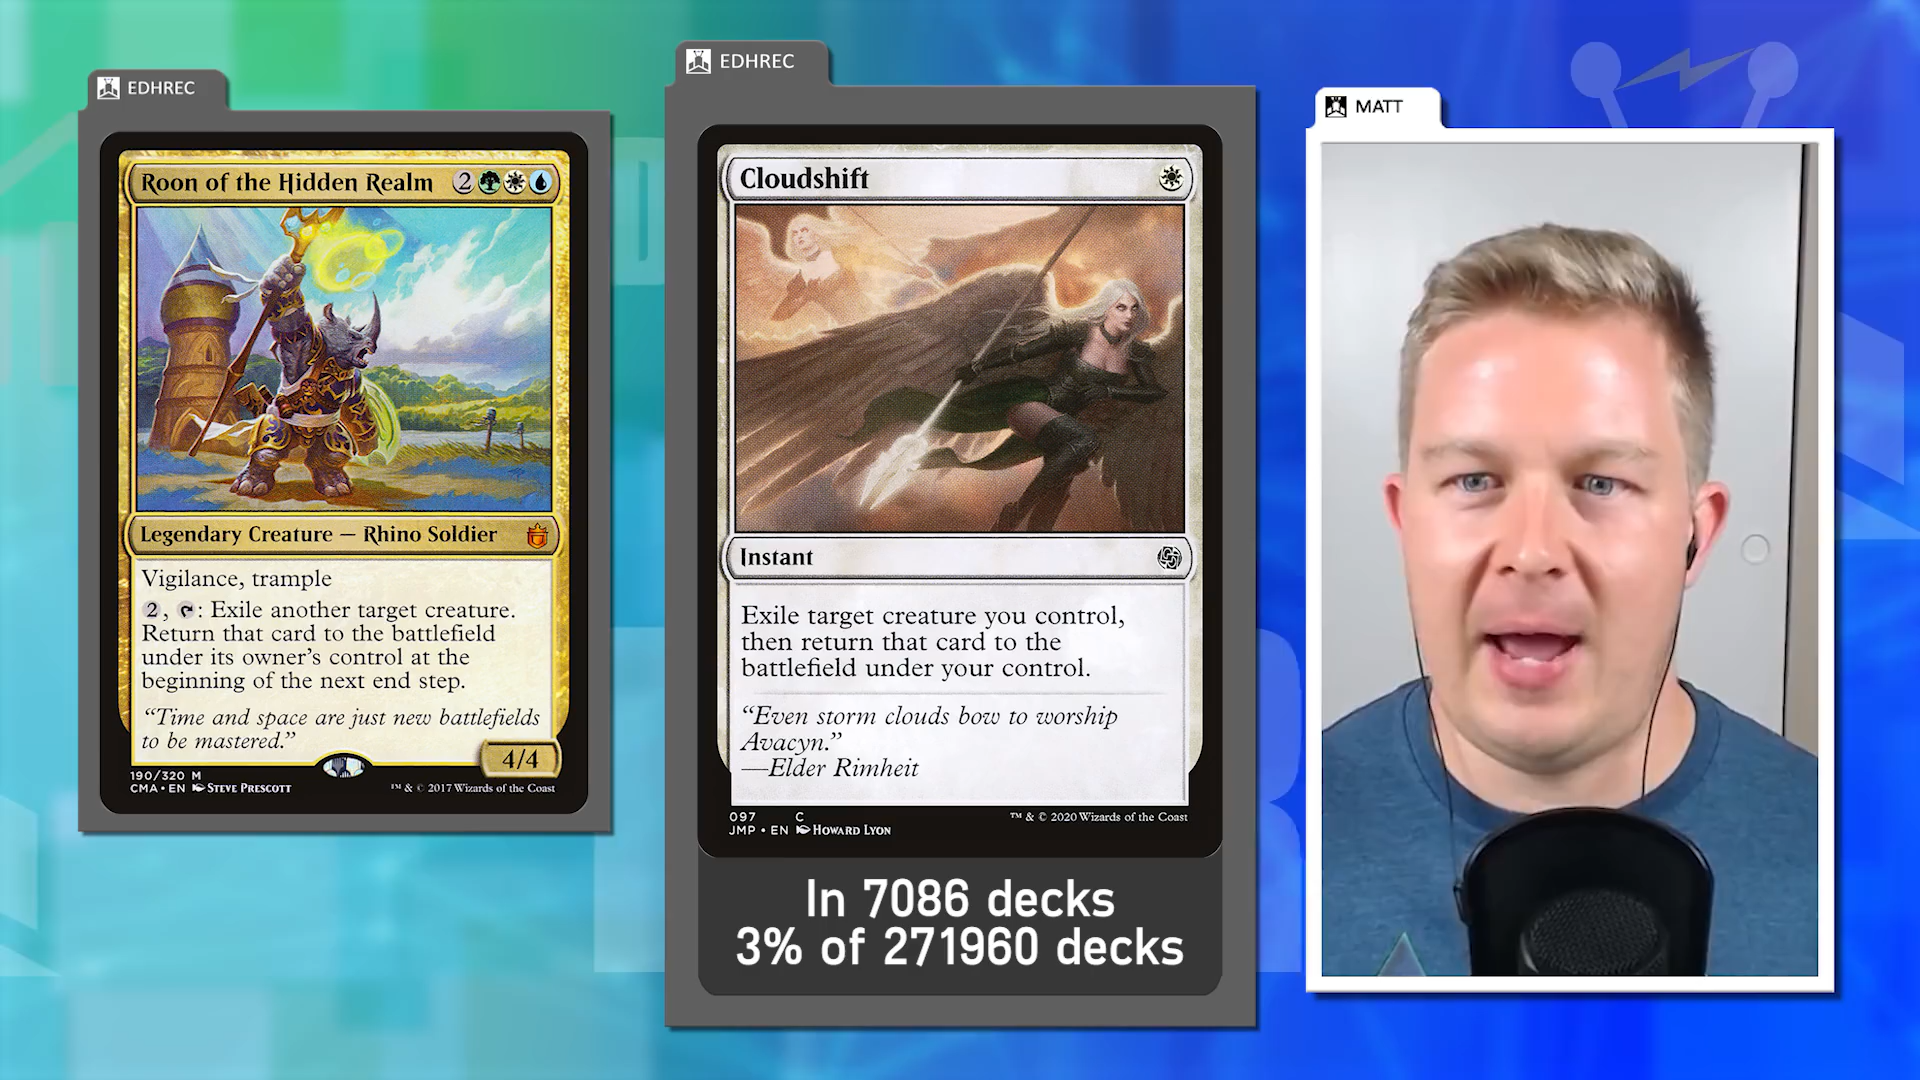 EDHREC
Roon of the Hidden Realm 2
Legendary Creature — Rhino Soldier
Vigilance, trample
2, : Exile another target creature.
Return that card to the battlefield
under its owner's control at the
beginning of the next end step.
“Time and space are just new battlefields
to be mastered.”
4/4
190/320 M
CMA • EN Steve Prescott
™ & © 2017 Wizards of the Coast
EDHREC
Cloudshift
Instant
Exile target creature you control,
then return that card to the
battlefield under your control.
“Even storm clouds bow to worship
Avacyn.”
—Elder Rimheit
097 C
JMP • EN Howard Lyon
™ & © 2020 Wizards of the Coast
In 7086 decks
3% of 271960 decks
MATT